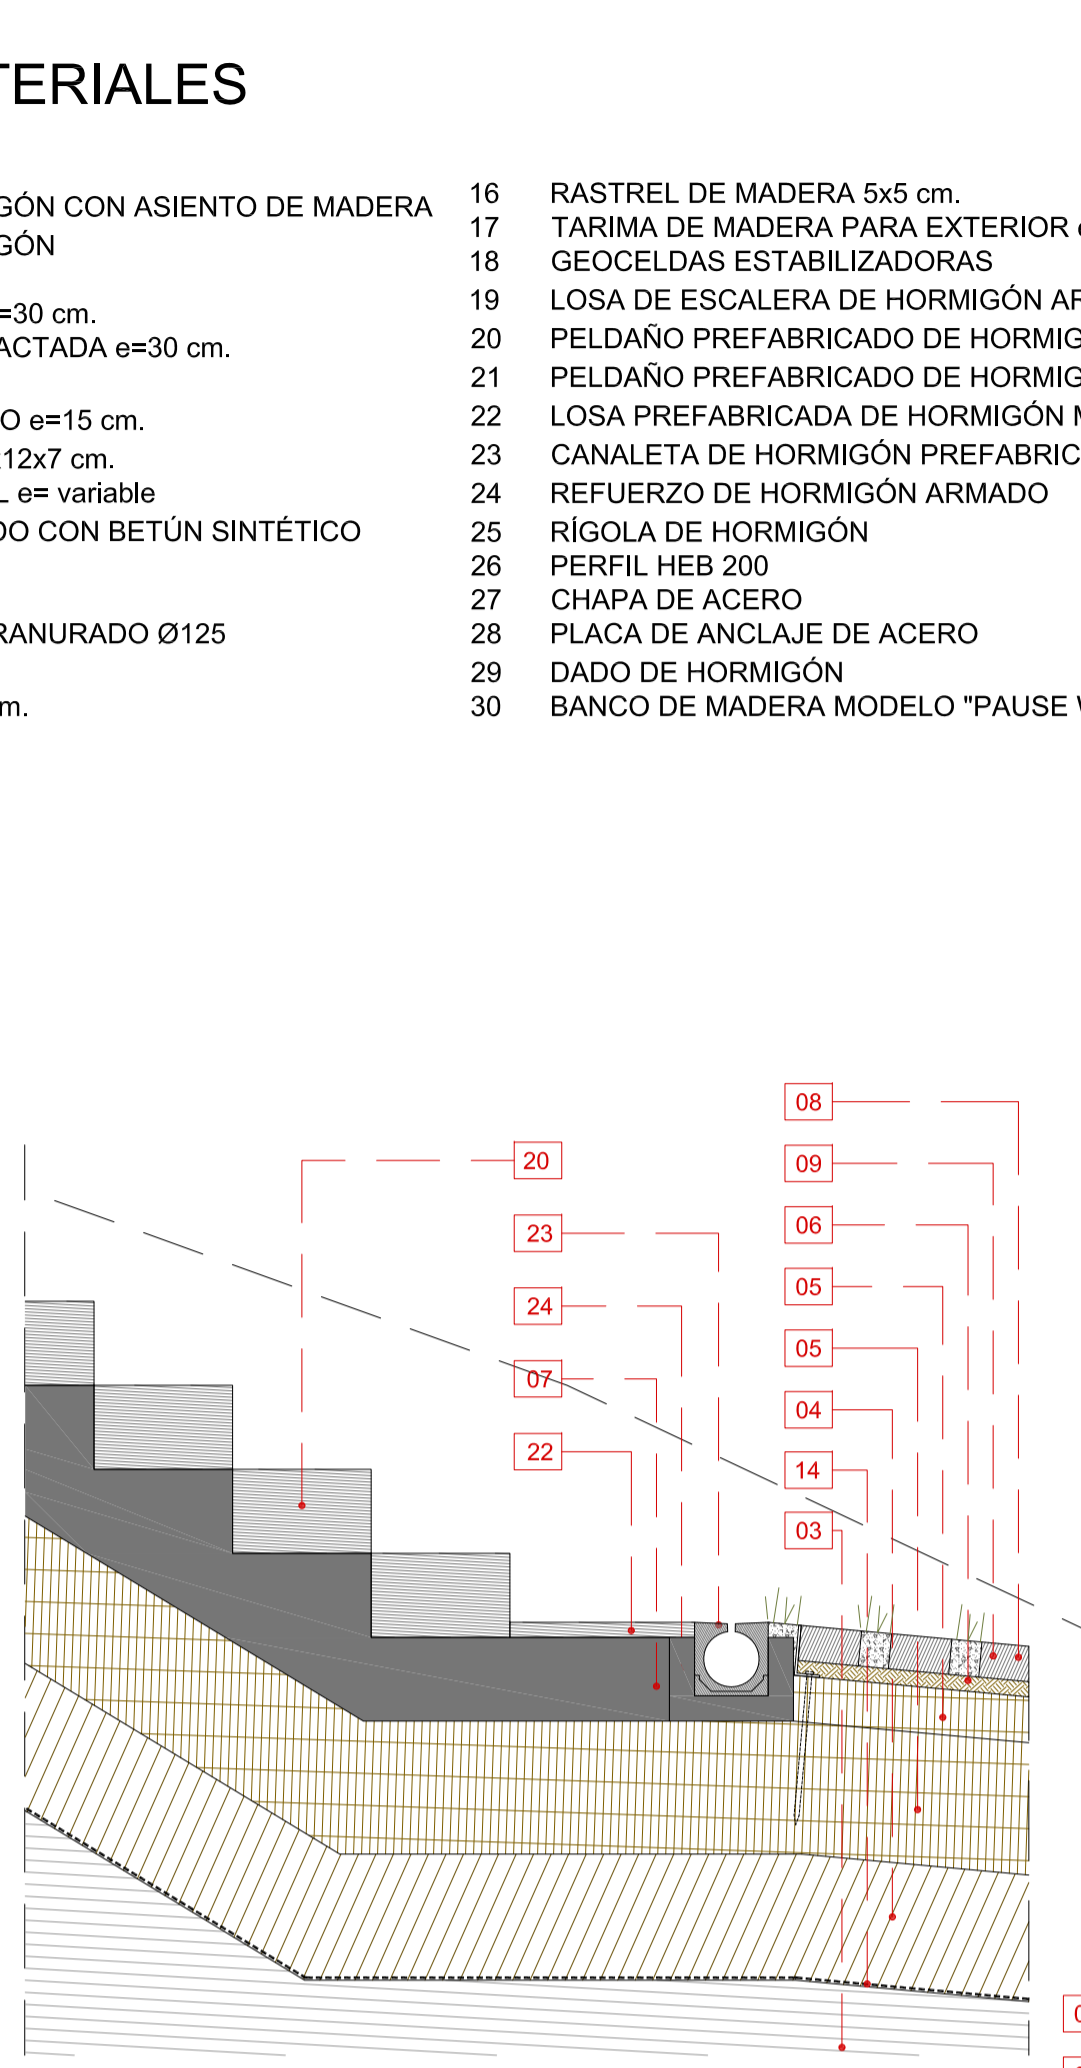 TERIALES
GÓN CON ASIENTO DE MADERA
GÓN
=30 cm.
ACTADA e=30 cm.
O e=15 cm.
12x7 cm.
L e= variable
DO CON BETÚN SINTÉTICO
RANURADO Ø125
m.
16 RASTREL DE MADERA 5x5 cm.
17 TARIMA DE MADERA PARA EXTERIOR
18 GEOCELDAS ESTABILIZADORAS
19 LOSA DE ESCALERA DE HORMIGÓN AR
20 PELDAÑO PREFABRICADO DE HORMIG
21 PELDAÑO PREFABRICADO DE HORMIG
22 LOSA PREFABRICADA DE HORMIGÓN M
23 CANALETA DE HORMIGÓN PREFABRIC
24 REFUERZO DE HORMIGÓN ARMADO
25 RÍGOLA DE HORMIGÓN
26 PERFIL HEB 200
27 CHAPA DE ACERO
28 PLACA DE ANCLAJE DE ACERO
29 DADO DE HORMIGÓN
30 BANCO DE MADERA MODELO "PAUSE
20
23
24
07
22
08
09
06
05
05
04
14
03